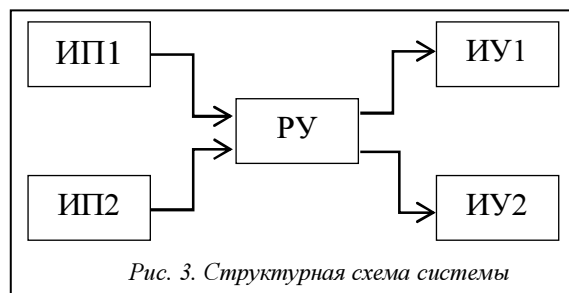 ИП1
ИУ1
РУ
ИП2
ИУ2
Рис. 3. Структурная схема системы